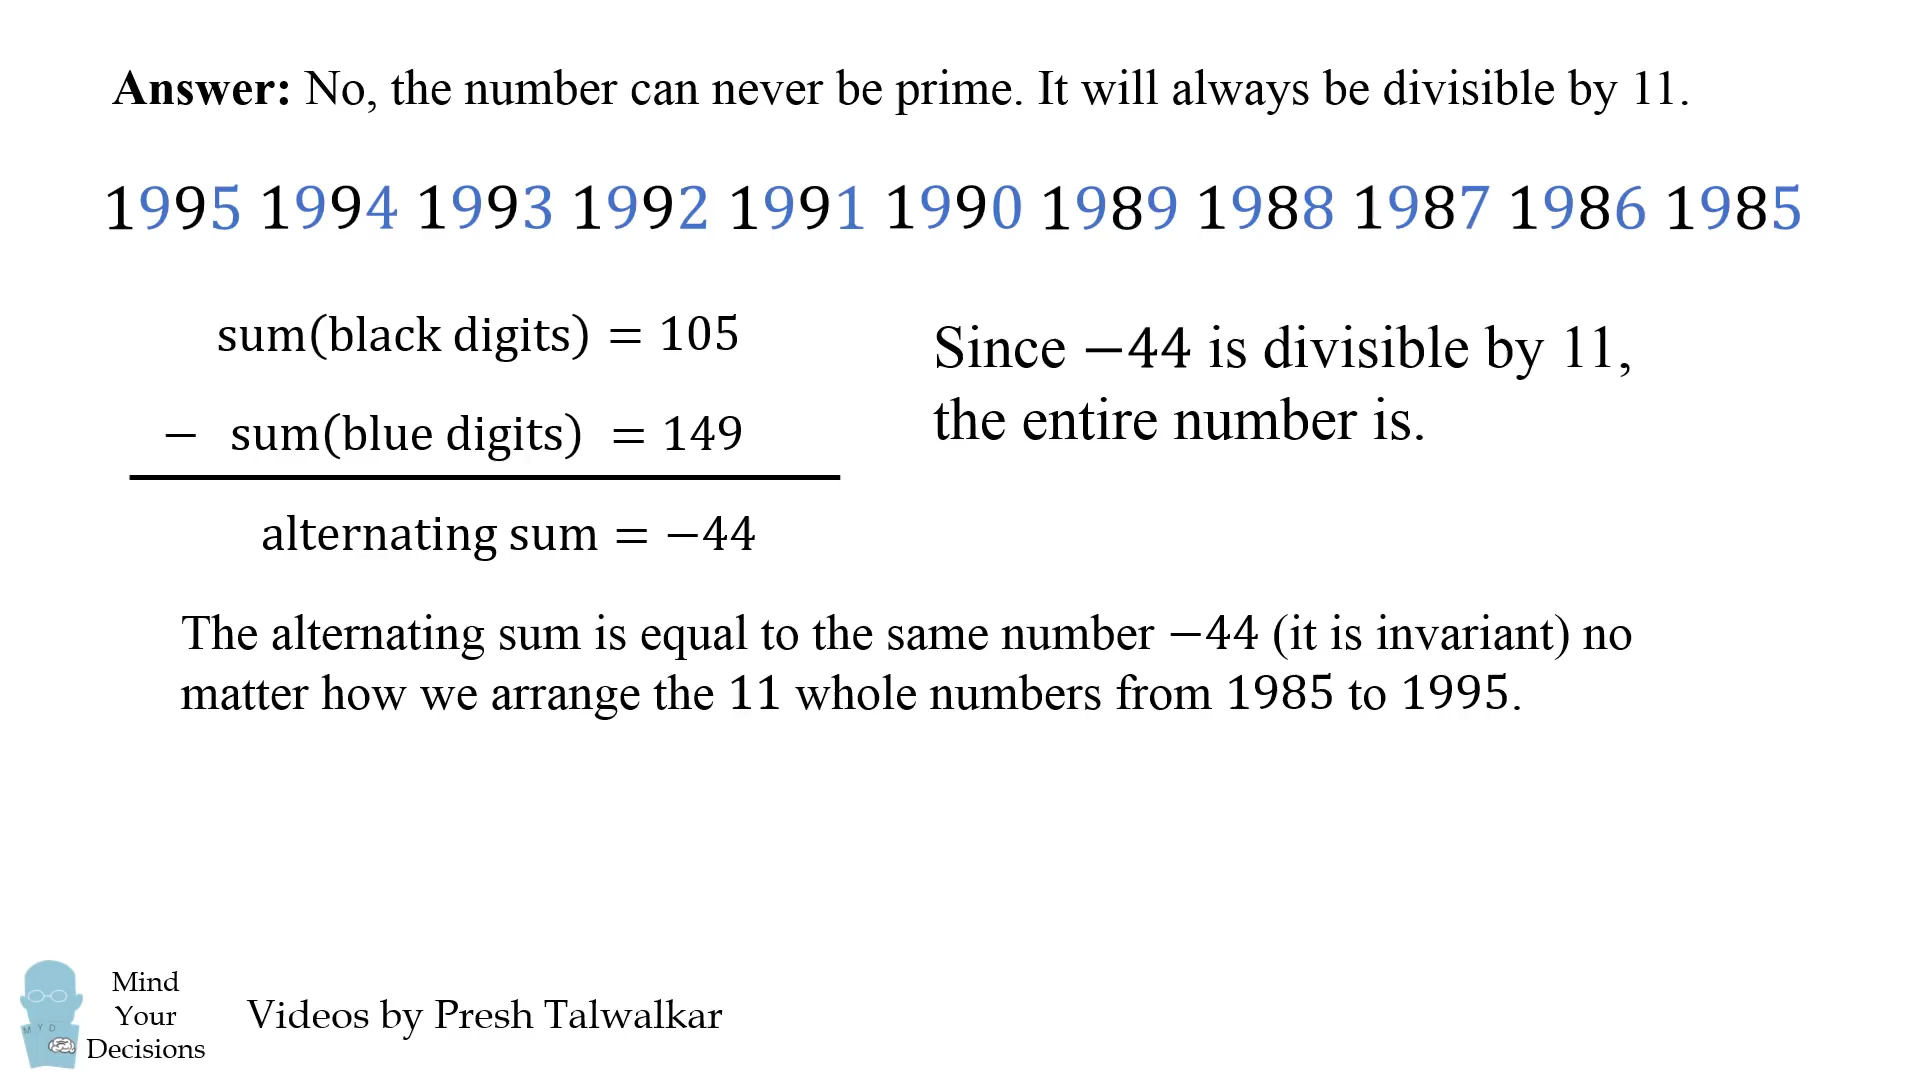 Answer: No, the number can never be prime. It will always be divisible by 11.
1995 1994 1993 1992 1991 1990 1989 1988 1987 1986 1985
sum(black digits) = 105
− sum(blue digits) = 149
alternating sum = −44
Since −44 is divisible by 11,
the entire number is.
The alternating sum is equal to the same number −44 (it is invariant) no
matter how we arrange the 11 whole numbers from 1985 to 1995.
M Y D
Mind
Your
Decisions
Videos by Presh Talwalkar